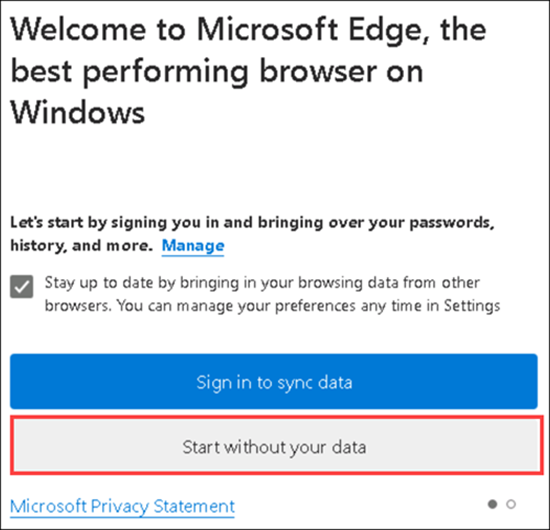 Welcome to Microsoft Edge, the
best performing browser on
Windows
Let's start by signing you in and bringing over your passwords,
history, and more. Manage
Stay up to date by bringing in your browsing data from other
browsers. You can manage your preferences any time in Settings
Sign in to sync data
Start without your data
Microsoft Privacy Statement